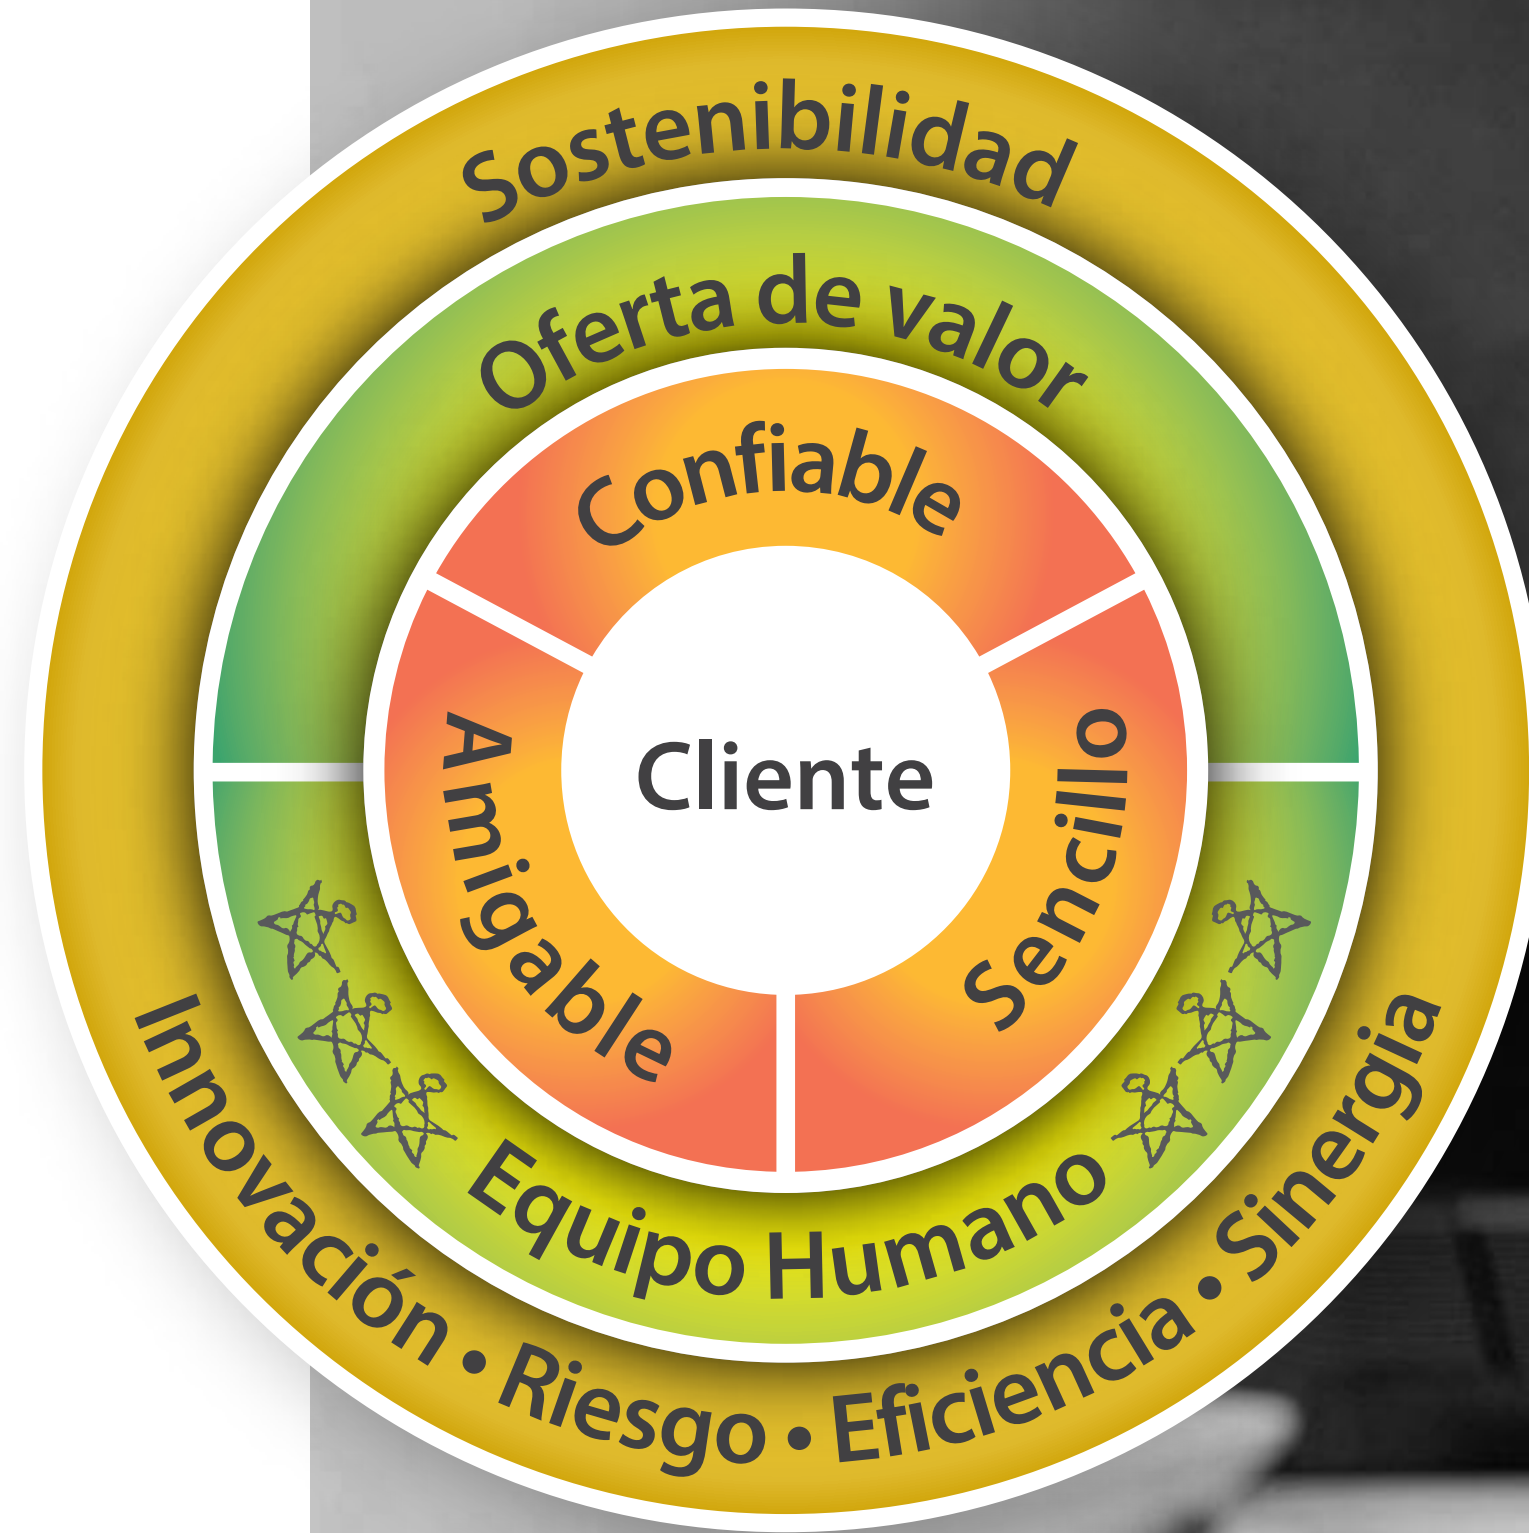 Sostenibilidad
Oferta de valor
Confiable
Cliente
Amigable
Sencillo
Equipo Humano
Innovación • Riesgo • Eficiencia • Sinergia